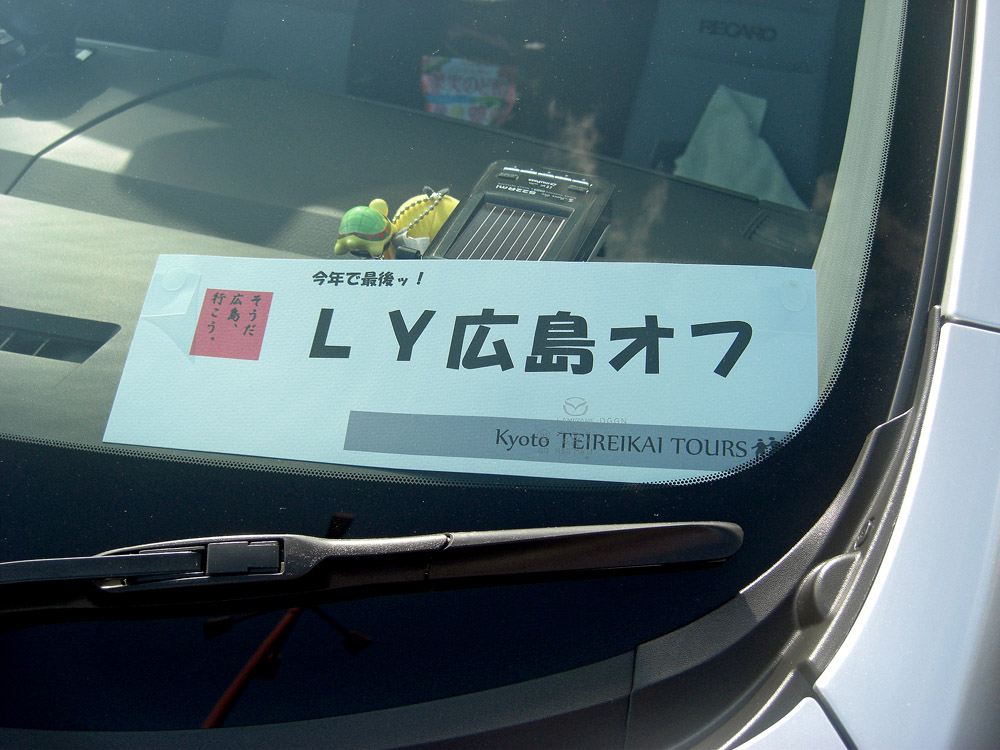 RECARO
今年で最後ッ！
そうだ
広島、
行こう。
ＬＹ広島オフ
Kyoto TEIREIKAI TOURS